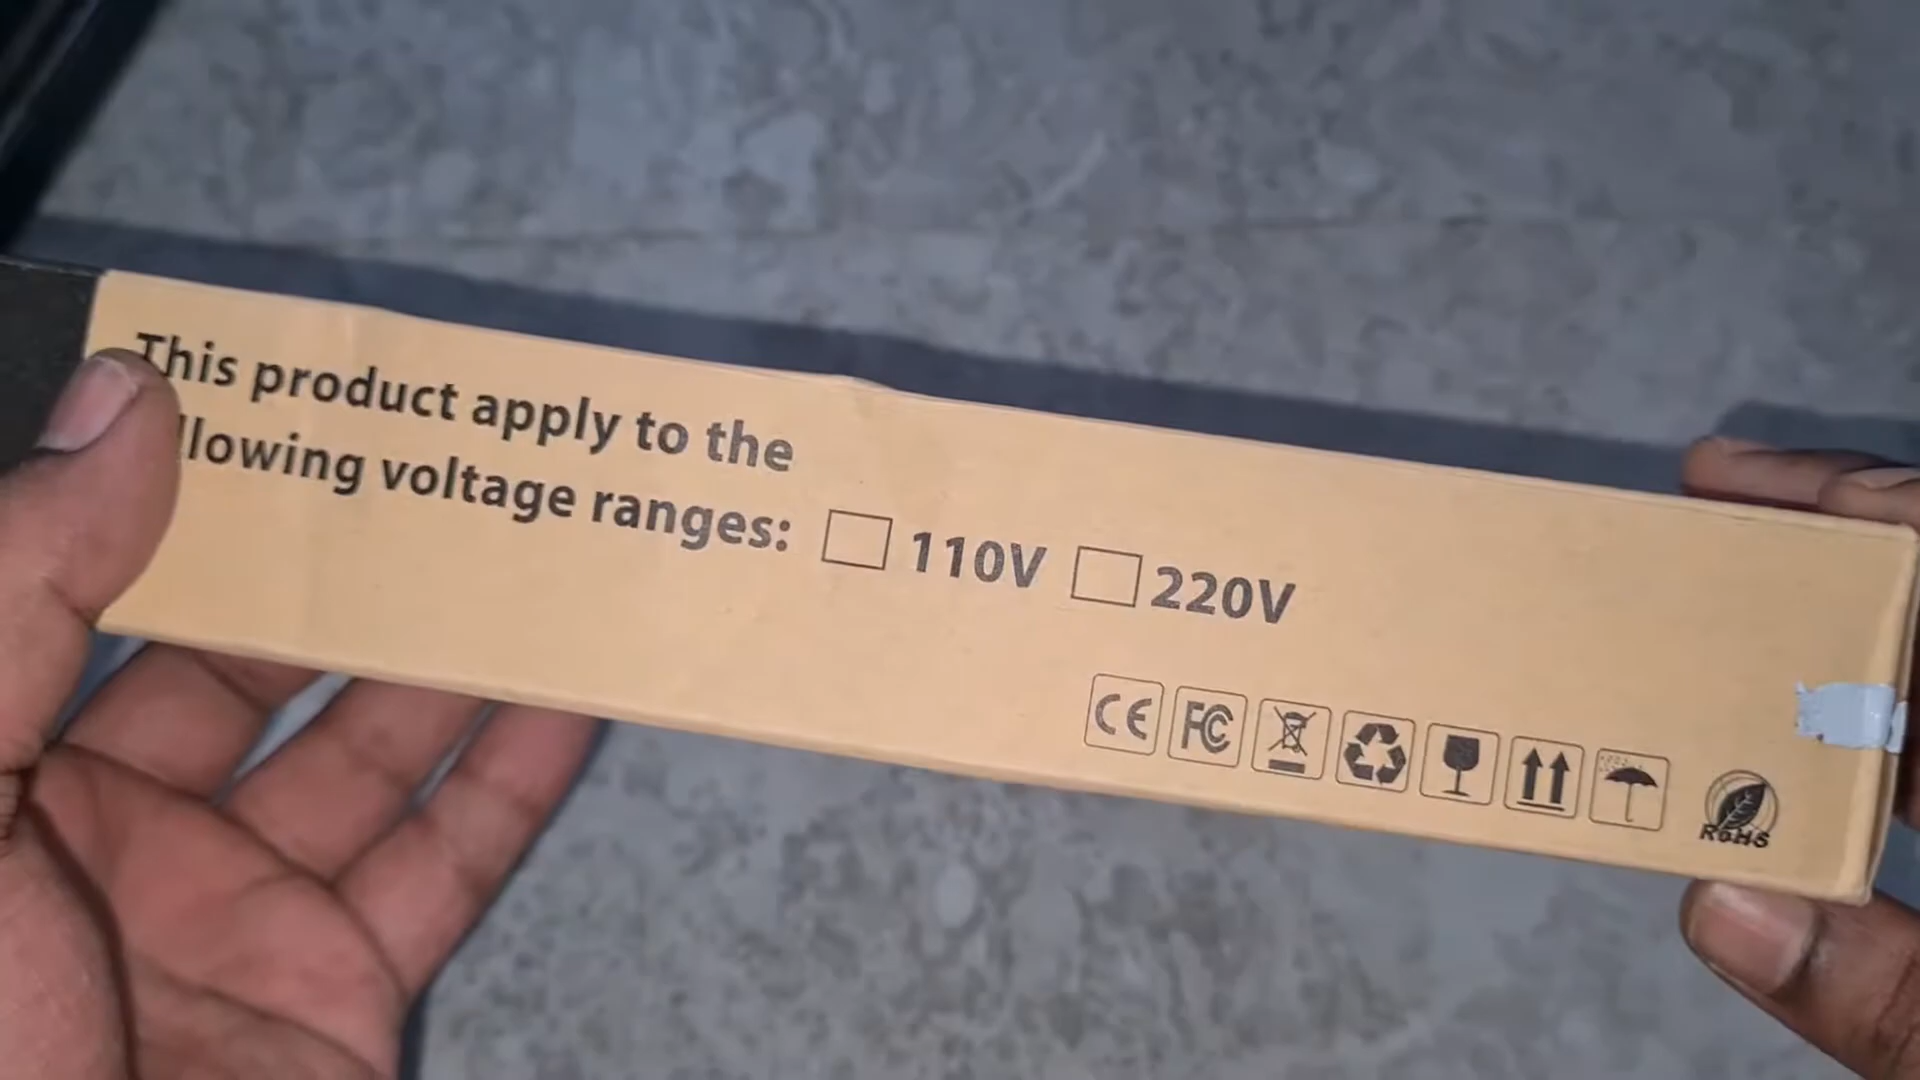 This product apply to the
llowing voltage ranges: 110V 220V
CE FC
RoHS